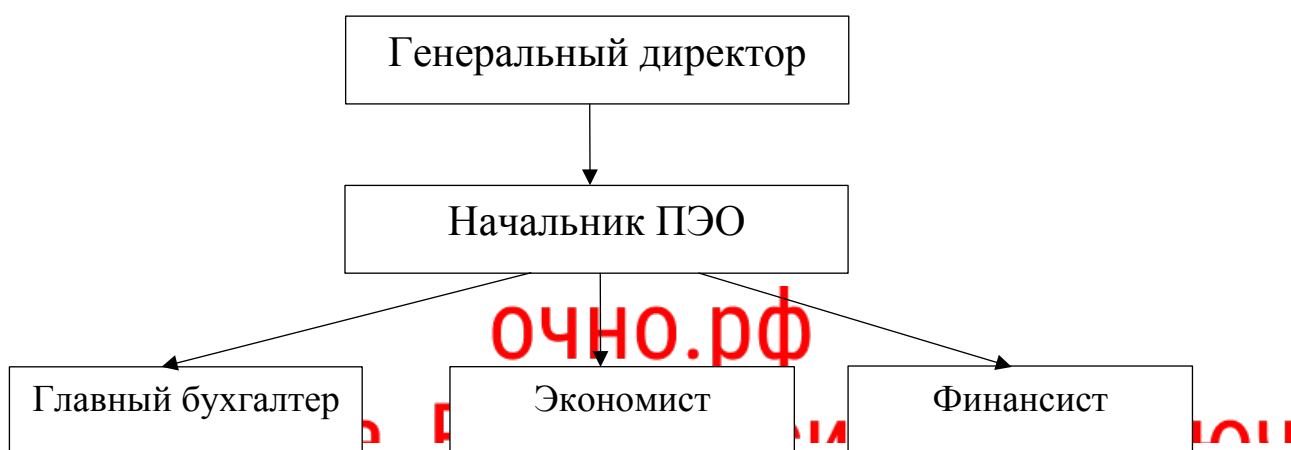 Генеральный директор
Начальник ПЭО
очно.рф
Главный бухгалтер
Экономист
Финансист